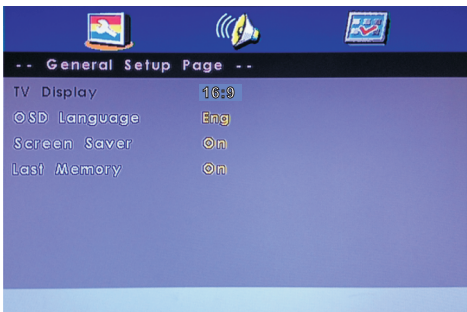 -- General Setup Page --
TV Display 16:9
OSD Language Eng
Screen Saver On
Last Memory On